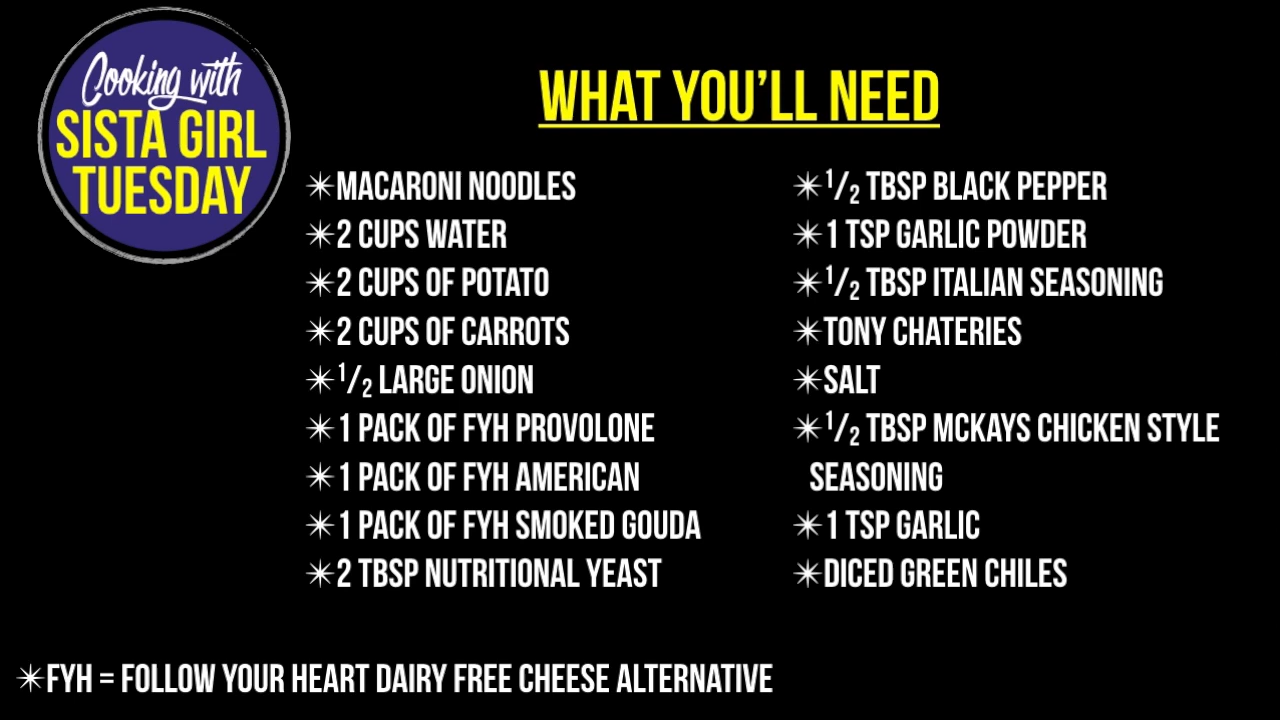 Cooking with
SISTA GIRL
TUESDAY
WHAT YOU'LL NEED
✴MACARONI NOODLES
✴2 CUPS WATER
✴2 CUPS OF POTATO
✴2 CUPS OF CARROTS
✴1/2 LARGE ONION
✴1 PACK OF FYH PROVOLONE
✴1 PACK OF FYH AMERICAN
✴1 PACK OF FYH SMOKED GOUDA
✴2 TBSP NUTRITIONAL YEAST
✴1/2 TBSP BLACK PEPPER
✴1 TSP GARLIC POWDER
✴1/2 TBSP ITALIAN SEASONING
✴TONY CHATERIES
✴SALT
✴1/2 TBSP MCKAYS CHICKEN STYLE
SEASONING
✴1 TSP GARLIC
✴DICED GREEN CHILES
✴FYH = FOLLOW YOUR HEART DAIRY FREE CHEESE ALTERNATIVE